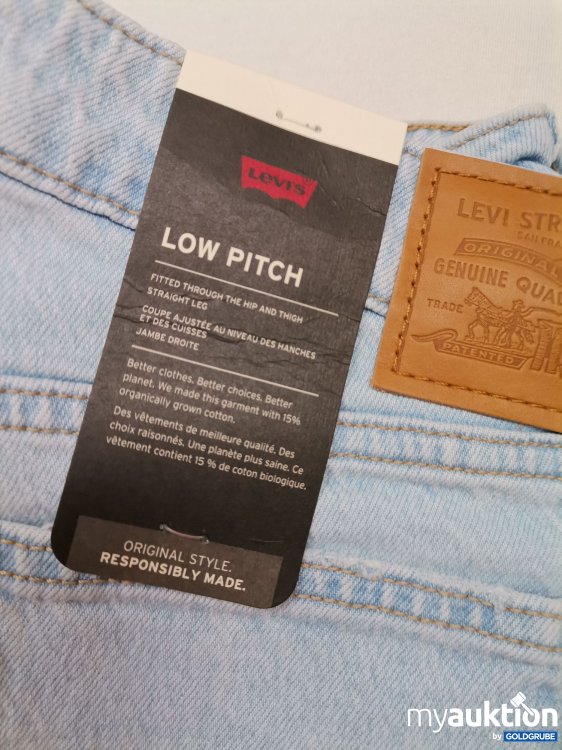 Levi's
LOW PITCH
FITTED THROUGH THE HIP AND THIGH
STRAIGHT LEG
COUPE AJUSTÉE AU NIVEAU DES HANCHES
ET DES CUISSES
JAMBE DROITE
Better clothes. Better choices. Better
planet. We made this garment with 15%
organically grown cotton.
Des vêtements de meilleure qualité. Des
choix raisonnés. Une planète plus saine. Ce
vêtement contient 15 % de coton biologique.
ORIGINAL STYLE.
RESPONSIBLY MADE.
LEVI STR
SAN FRA
ORIGINAL
GENUINE QUA
TRADE
PATENTED
myauktion
by GOLDGRUBE